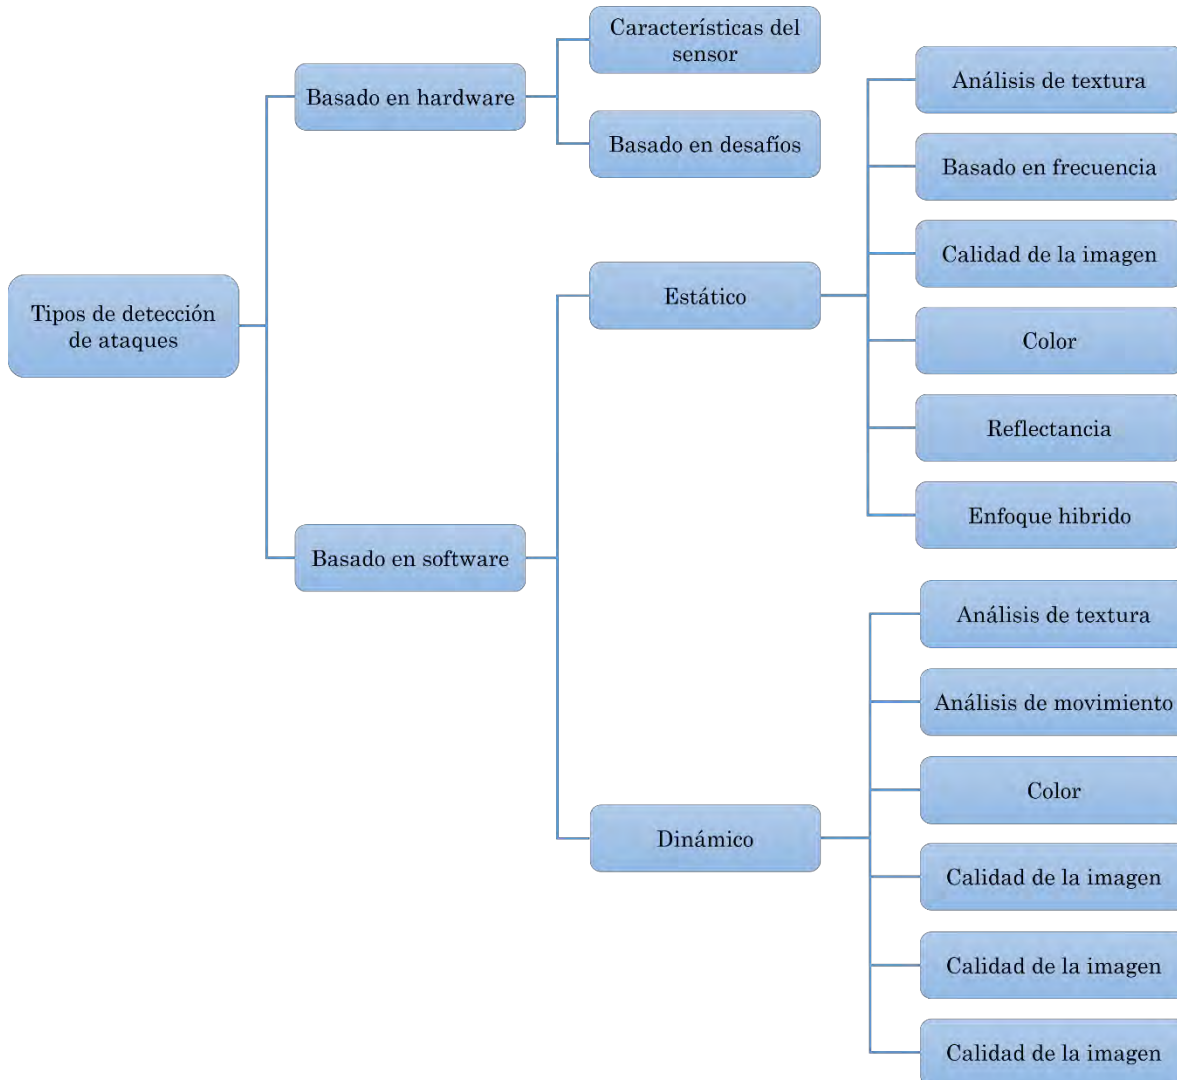 Tipos de detección
de ataques
Basado en hardware
Características del
sensor
Basado en desafíos
Basado en software
Estático
Análisis de textura
Basado en frecuencia
Calidad de la imagen
Color
Reflectancia
Enfoque hibrido
Dinámico
Análisis de textura
Análisis de movimiento
Color
Calidad de la imagen
Calidad de la imagen
Calidad de la imagen